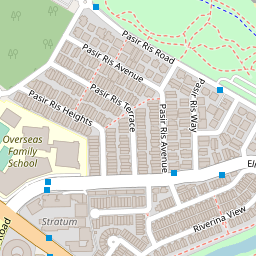 Pasir Ris Road
Pasir Ris Avenue
Pasir Ris Terrace
Pasir Ris Heights
Pasir Ris Way
Pasir Ris Avenue
Overseas
Family
School
Stratum
Riverina View